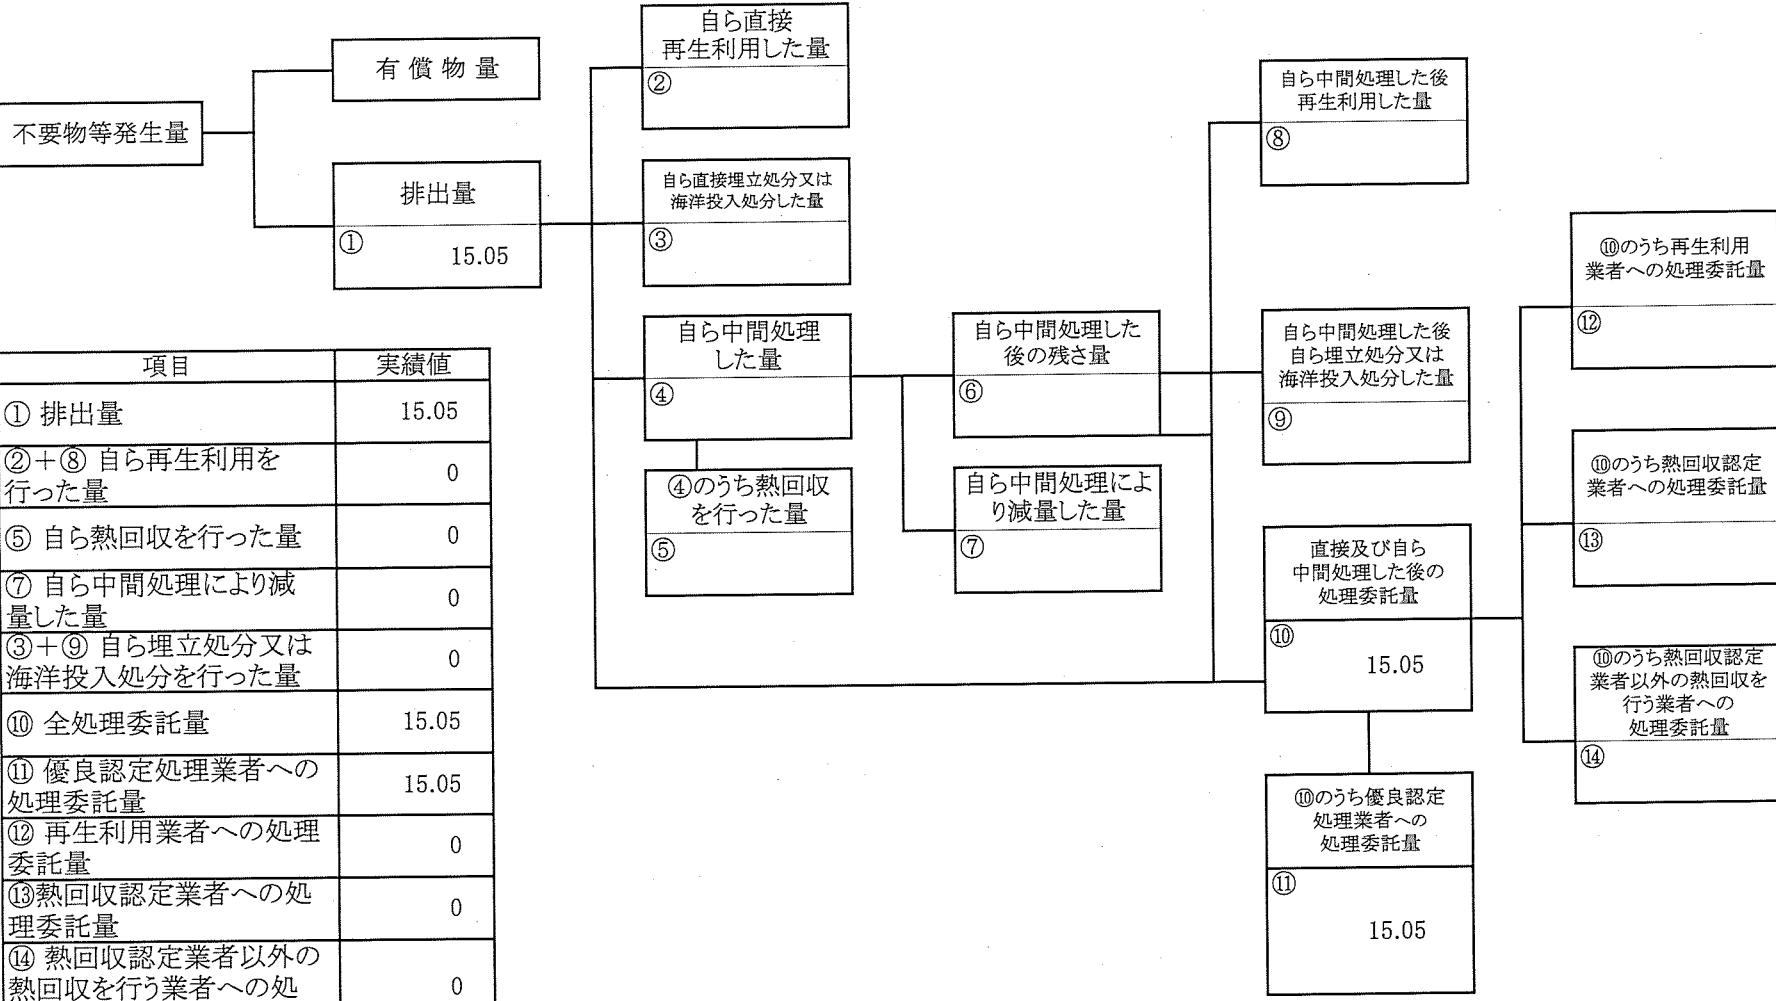 不要物等発生量
有 償 物 量
排出量
①
15.05
自ら直接
再生利用した量
②
自ら直接埋立処分又は
海洋投入処分した量
③
自ら中間処理
した量
④
④のうち熱回収
を行った量
⑤
自ら中間処理した
後の残さ量
⑥
自ら中間処理によ
り減量した量
⑦
自ら中間処理した後
再生利用した量
⑧
自ら中間処理した後
自ら埋立処分又は
海洋投入処分した量
⑨
直接及び自ら
中間処理した後の
処理委託量
⑩
15.05
⑩のうち優良認定
処理業者への
処理委託量
⑪
15.05
⑩のうち再生利用
業者への処理委託量
⑫
⑩のうち熱回収認定
業者への処理委託量
⑬
⑩のうち熱回収認定
業者以外の熱回収を
行う業者への
処理委託量
⑭
項目 実績値
① 排出量 15.05
②＋⑧ 自ら再生利用を
行った量 0
⑤ 自ら熱回収を行った量 0
⑦ 自ら中間処理により減
量した量 0
③＋⑨ 自ら埋立処分又は
海洋投入処分を行った量 0
⑩ 全処理委託量 15.05
⑪ 優良認定処理業者への
処理委託量 15.05
⑫ 再生利用業者への処理
委託量 0
⑬熱回収認定業者への処
理委託量 0
⑭ 熱回収認定業者以外の
熱回収を行う業者への処 0